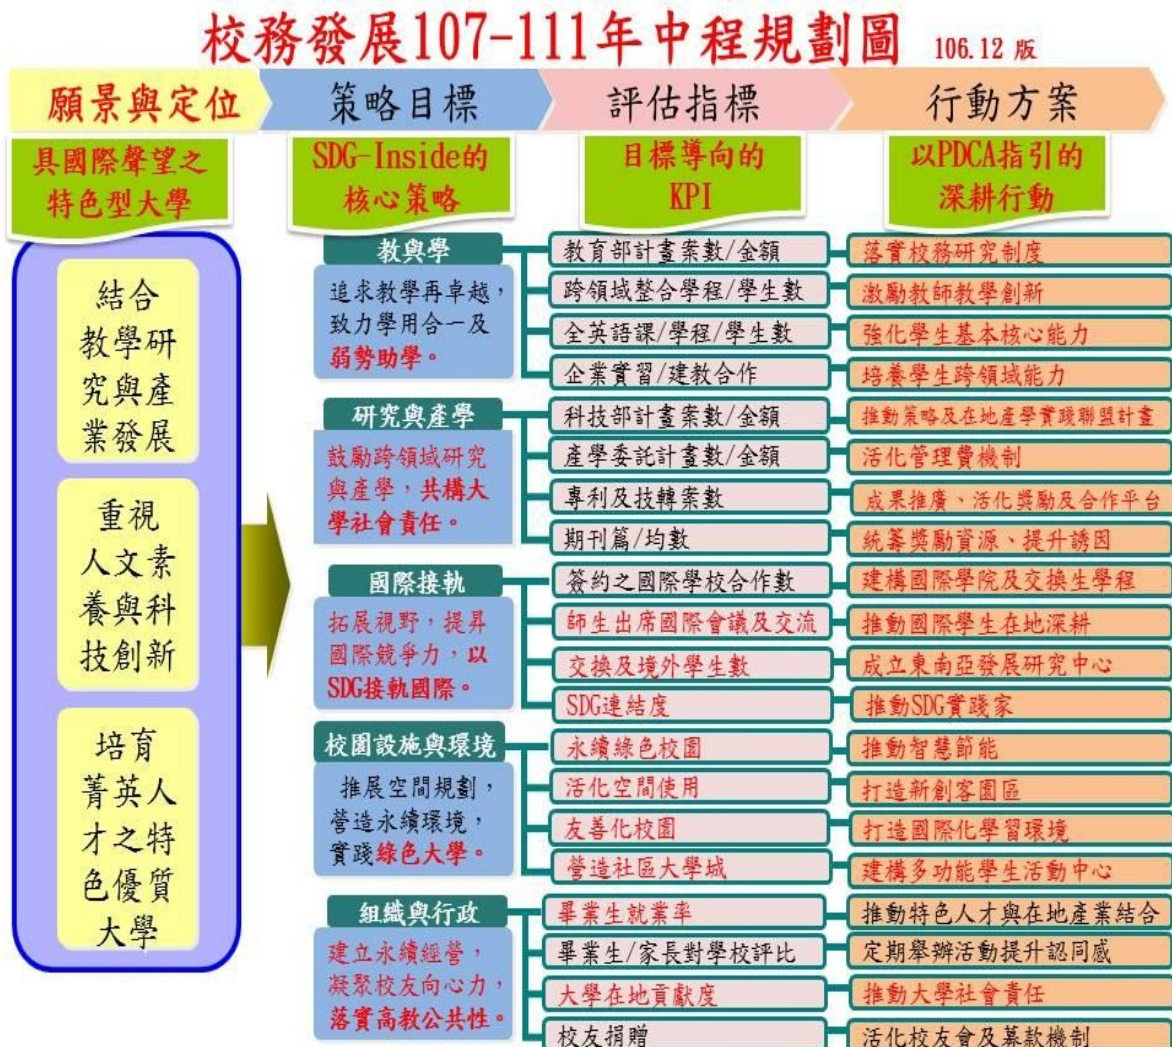 校務發展107-111年中程規劃圖 106.12 版
願景與定位
策略目標
評估指標
行動方案
具國際聲望之
特色型大學
SDG-Inside的
核心策略
目標導向的
KPI
以PDCA指引的
深耕行動
結合
教學研
究與產
業發展
重視
人文素
養與科
技創新
培育
菁英人
才之特
色優質
大學
教與學
追求教學再卓越，
致力學用合一及
弱勢助學。
教育部計畫案數/金額
落實校務研究制度
跨領域整合學程/學生數
激勵教師教學創新
全英語課/學程/學生數
強化學生基本核心能力
企業實習/建教合作
培養學生跨領域能力
研究與產學
鼓勵跨領域研究
與產學，共構大
學社會責任。
科技部計畫案數/金額
推動策略及在地產學實踐聯盟計畫
產學委託計畫數/金額
活化管理費機制
專利及技轉案數
成果推廣、活化獎勵及合作平台
期刊篇/均數
統籌獎勵資源、提升誘因
國際接軌
拓展視野，提昇
國際競爭力，以
SDG接軌國際。
簽約之國際學校合作數
建構國際學院及交換生學程
師生出席國際會議及交流
推動國際學生在地深耕
交換及境外學生數
成立東南亞發展研究中心
SDG連結度
推動SDG實踐家
校園設施與環境
推展空間規劃，
營造永續環境，
實踐綠色大學。
永續綠色校園
推動智慧節能
活化空間使用
打造新創客園區
友善化校園
打造國際化學習環境
營造社區大學城
建構多功能學生活動中心
組織與行政
建立永續經營，
凝聚校友向心力，
落實高教公共性。
畢業生就業率
推動特色人才與在地產業結合
畢業生/家長對學校評比
定期舉辦活動提升認同感
大學在地貢獻度
推動大學社會責任
校友捐贈
活化校友會及募款機制